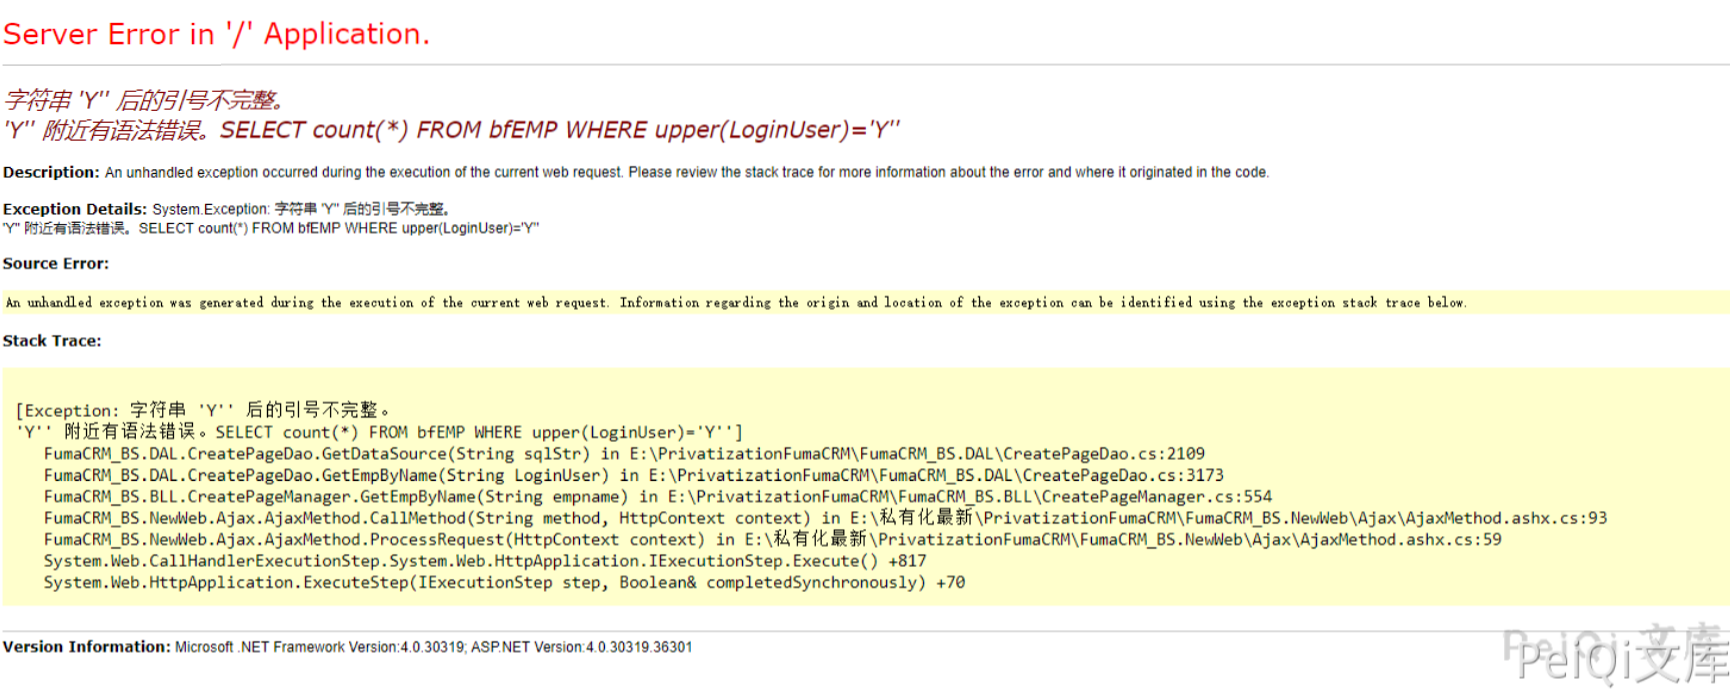 Server Error in '/' Application.
字符串 'Y'' 后的引号不完整。
'Y'' 附近有语法错误。SELECT count(*) FROM bfEMP WHERE upper(LoginUser)='Y''
Description: An unhandled exception occurred during the execution of the current web request. Please review the stack trace for more information about the error and where it originated in the code.
Exception Details: System.Exception: 字符串 'Y'' 后的引号不完整。
'Y'' 附近有语法错误。SELECT count(*) FROM bfEMP WHERE upper(LoginUser)='Y''
Source Error:
An unhandled exception was generated during the execution of the current web request. Information regarding the origin and location of the exception can be identified using the exception stack trace below.
Stack Trace:
[Exception: 字符串 'Y'' 后的引号不完整。
'Y'' 附近有语法错误。SELECT count(*) FROM bfEMP WHERE upper(LoginUser)='Y'']
FumaCRM_BS.DAL.CreatePageDao.GetDataSource(String sqlStr) in E:\PrivatizationFumaCRM\FumaCRM_BS.DAL\CreatePageDao.cs:2109
FumaCRM_BS.DAL.CreatePageDao.GetEmpByName(String LoginUser) in E:\PrivatizationFumaCRM\FumaCRM_BS.DAL\CreatePageDao.cs:3173
FumaCRM_BS.BLL.CreatePageManager.GetEmpByName(String empname) in E:\PrivatizationFumaCRM\FumaCRM_BS.BLL\CreatePageManager.cs:554
FumaCRM_BS.NewWeb.Ajax.AjaxMethod.CallMethod(String method, HttpContext context) in E:\私有化最新\PrivatizationFumaCRM\FumaCRM_BS.NewWeb\Ajax\AjaxMethod.ashx.cs:93
FumaCRM_BS.NewWeb.Ajax.AjaxMethod.ProcessRequest(HttpContext context) in E:\私有化最新\PrivatizationFumaCRM\FumaCRM_BS.NewWeb\Ajax\AjaxMethod.ashx.cs:59
System.Web.CallHandlerExecutionStep.System.Web.HttpApplication.IExecutionStep.Execute() +817
System.Web.HttpApplication.ExecuteStep(IExecutionStep step, Boolean& completedSynchronously) +70
Version Information: Microsoft .NET Framework Version:4.0.30319; ASP.NET Version:4.0.30319.36301
PeiQi文库
PeiQi文库